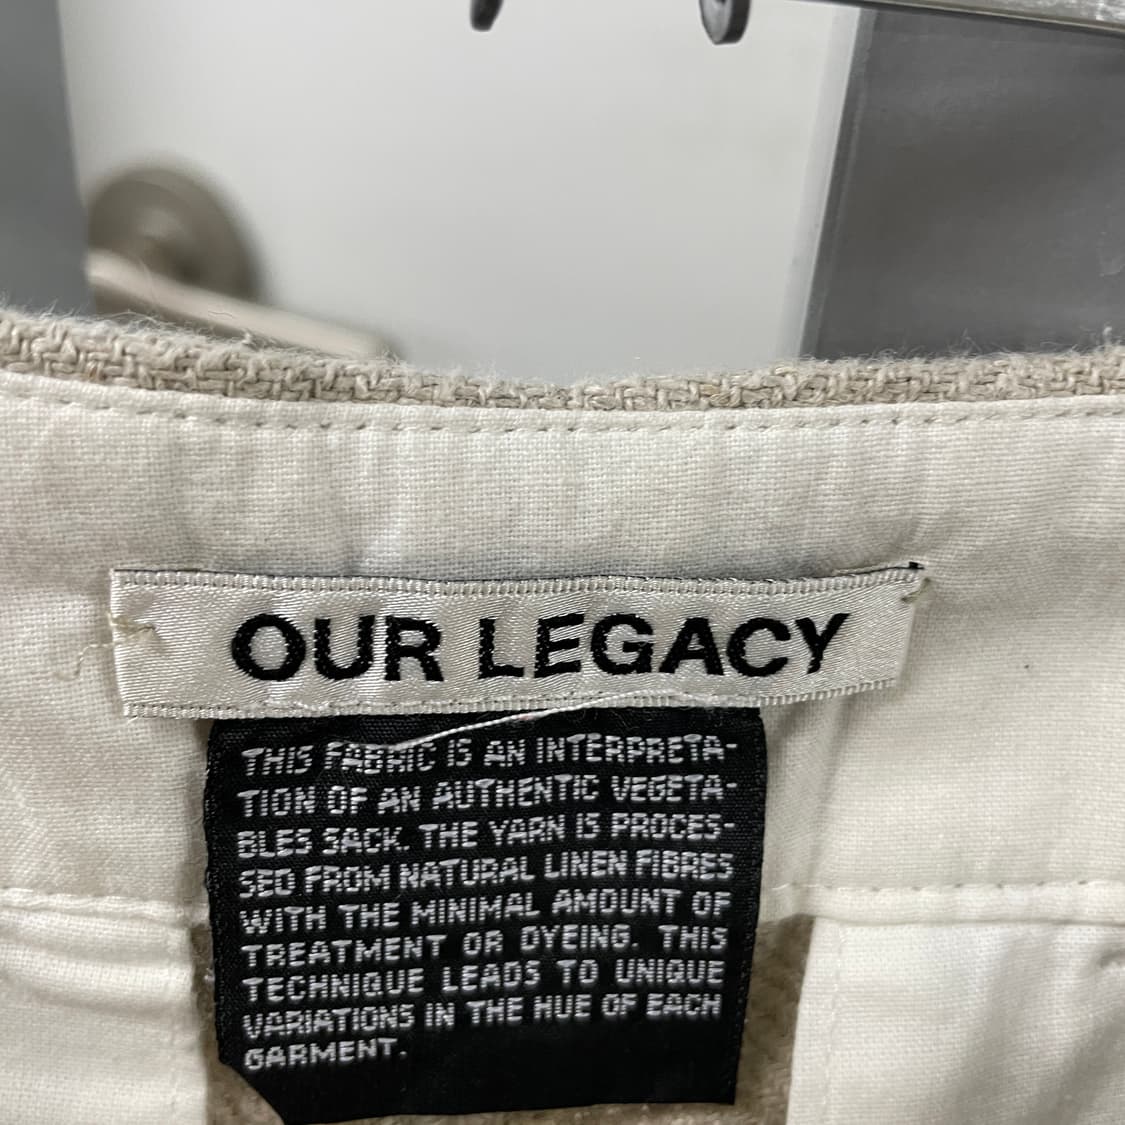 OUR LEGACY
THIS FABRIC IS AN INTERPRETA-
TION OF AN AUTHENTIC VEGETA-
BLES SACK. THE YARN IS PROCES-
SED FROM NATURAL LINEN FIBRES
WITH THE MINIMAL AMOUNT OF
TREATMENT OR DYEING. THIS
TECHNIQUE LEADS TO UNIQUE
VARIATIONS IN THE HUE OF EACH
GARMENT.